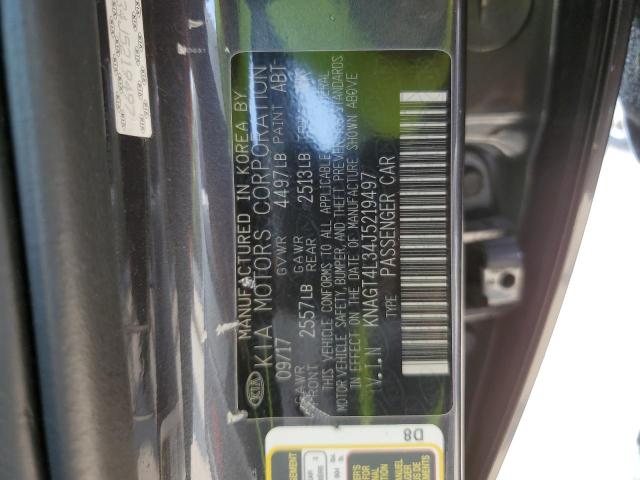 MANUFACTURED IN KOREA BY
KIA MOTORS CORPORATION
09/17 GVWR 4497LB PAINT ABT
GAWR FRONT 2557LB GAWR REAR 2513LB
THIS VEHICLE CONFORMS TO ALL APPLICABLE
MOTOR VEHICLE SAFETY, BUMPER, AND THEFT PREVENTION STANDARDS
IN EFFECT ON THE DATE OF MANUFACTURE SHOWN ABOVE
V.I.N KNAGT4L34J5219497
TYPE PASSENGER CAR
KIA
D8
MANUEL